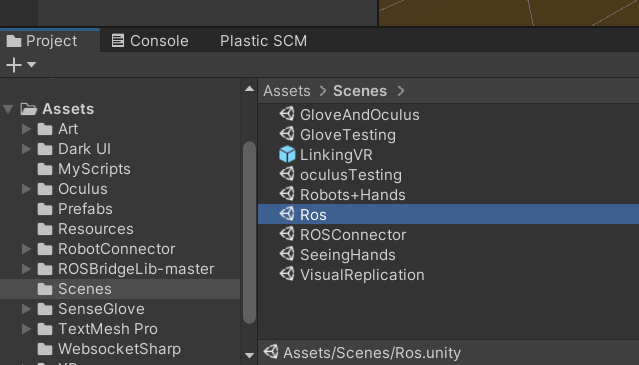 Project Console Plastic SCM
Assets > Scenes >
Assets
Art
Dark UI
MyScripts
Oculus
Prefabs
Resources
RobotConnector
ROSBridgeLib-master
Scenes
SenseGlove
TextMesh Pro
WebsocketSharp
GloveAndOculus
GloveTesting
LinkingVR
oculusTesting
Robots+Hands
Ros
ROSConnector
SeeingHands
VisualReplication
Assets/Scenes/Ros.unity